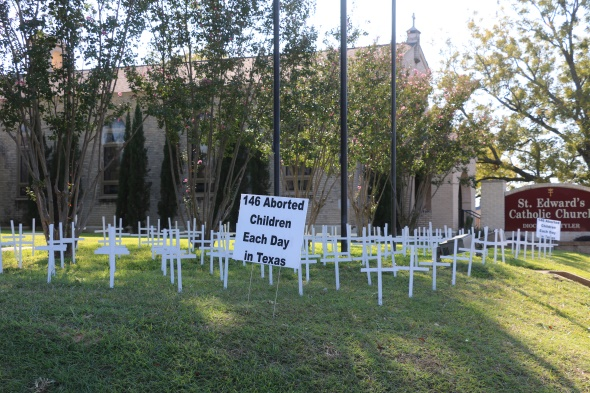 146 Aborted
Children
Each Day
in Texas
St. Edward's
Catholic Church